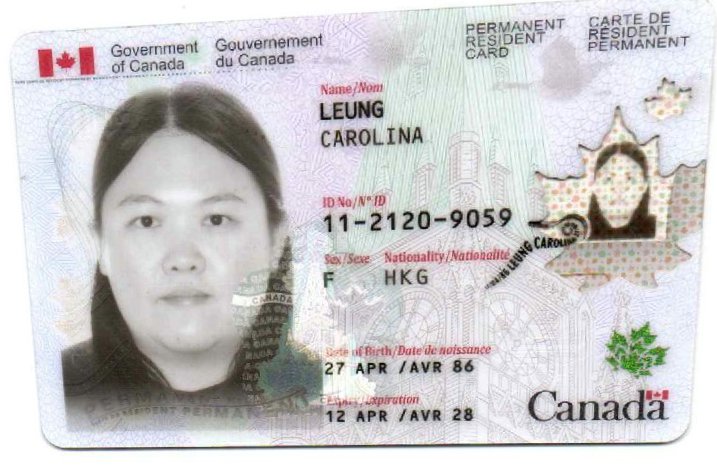 Government
of Canada
Gouvernement
du Canada
PERMANENT
RESIDENT
CARD
CARTE DE
RÉSIDENT
PERMANENT
Name/Nom
LEUNG
CAROLINA
ID No/N° ID
11-2120-9059
Sex/Sexe Nationality/Nationalité
F HKG
LEUNG CAROLIN
CANADA
Date of Birth/Date de naissance
27 APR /AVR 86
Expiry/Expiration
12 APR /AVR 28
Canada